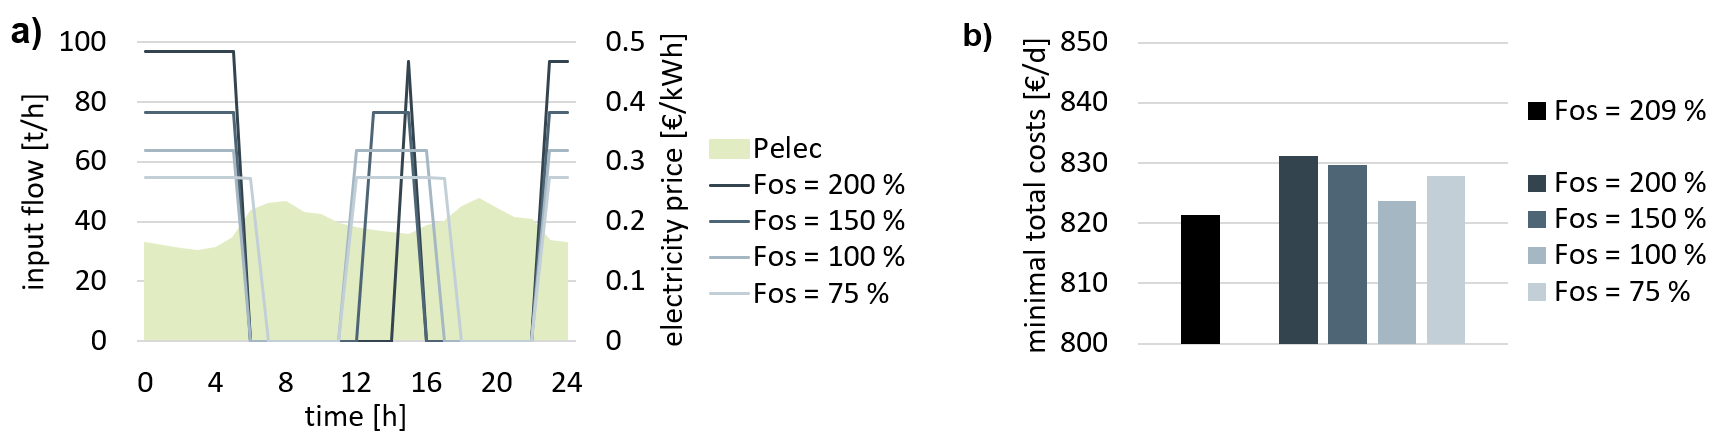 a)
input flow [t/h]
100
80
60
40
20
0
0 4 8 12 16 20 24
time [h]
0.5
0.4
0.3
0.2
0.1
0
electricity price [€/kWh]
Pelec
Fos = 200 %
Fos = 150 %
Fos = 100 %
Fos = 75 %
b)
minimal total costs [€/d]
850
840
830
820
810
800
Fos = 209 %
Fos = 200 %
Fos = 150 %
Fos = 100 %
Fos = 75 %